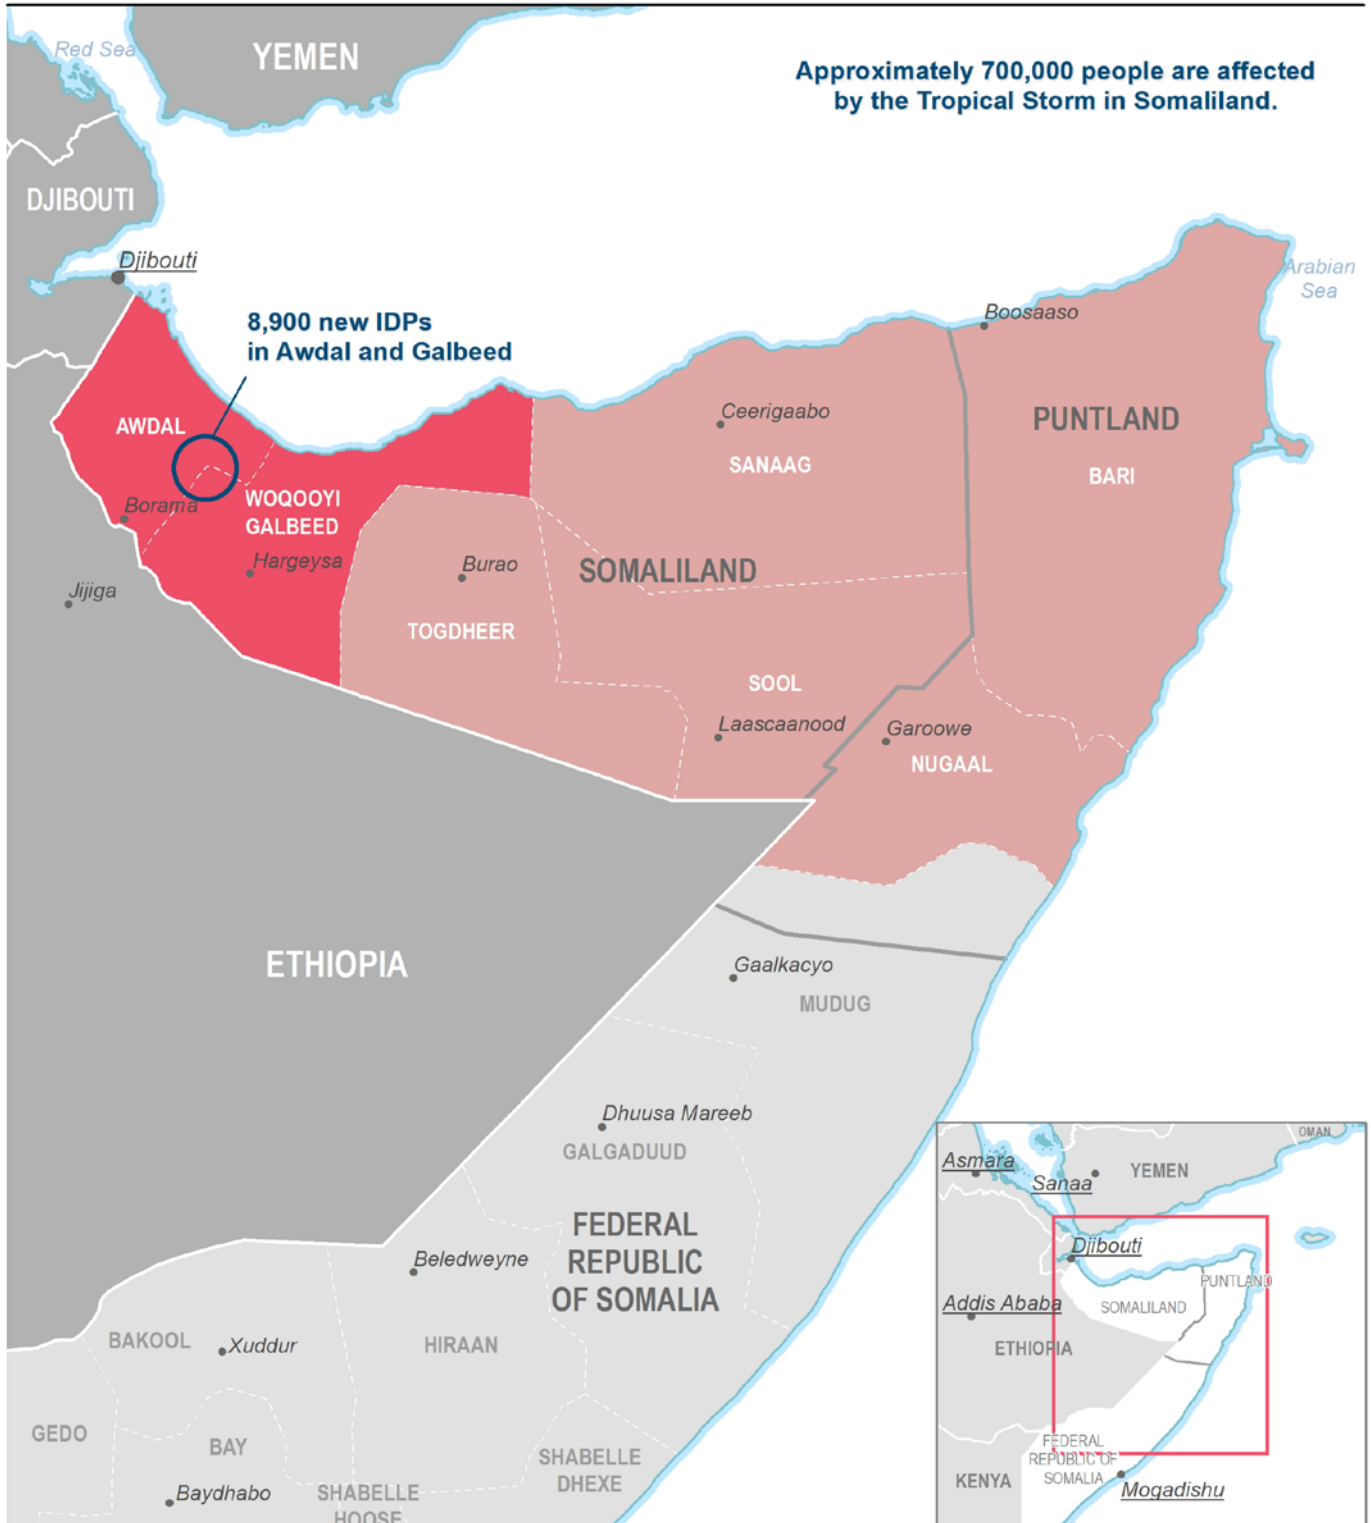 Red Sea
YEMEN
Approximately 700,000 people are affected
by the Tropical Storm in Somaliland.
DJIBOUTI
Djibouti
Arabian
Sea
8,900 new IDPs
in Awdal and Galbeed
Boosaaso
AWDAL
Ceerigaabo
PUNTLAND
SANAAG
BARI
WOQOOYI
GALBEED
Borama
Hargeysa
Burao
SOMALILAND
Jijiga
TOGDHEER
SOOL
Laascaanood
Garoowe
NUGAAL
ETHIOPIA
Gaalkacyo
MUDUG
Dhuusa Mareeb
GALGADUUD
FEDERAL
REPUBLIC
OF SOMALIA
Beledweyne
BAKOOL
Xuddur
HIRAAN
GEDO
BAY
Baydhabo
SHABELLE
HOOSE
SHABELLE
DHEXE
OMAN
Asmara
Sanaa
YEMEN
Djibouti
PUNTLAND
SOMALILAND
Addis Ababa
ETHIOPIA
FEDERAL
REPUBLIC OF
SOMALIA
KENYA
Mogadishu